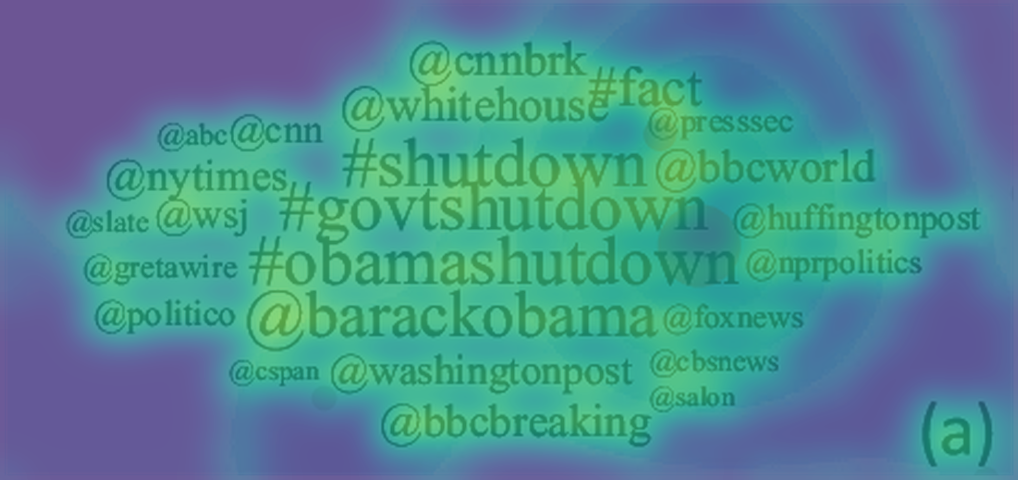 @cnnbrk
#fact
@whitehouse
@presssec
@abc @cnn
#shutdown @bbcworld
@nytimes
#govtshutdown
@slate @wsj
@huffingtonpost
@gretawire #obamashutdown @nprpolitics
@politico @barackobama @foxnews
@cspan @washingtonpost @cbsnews
@salon
@bbcbreaking
(a)